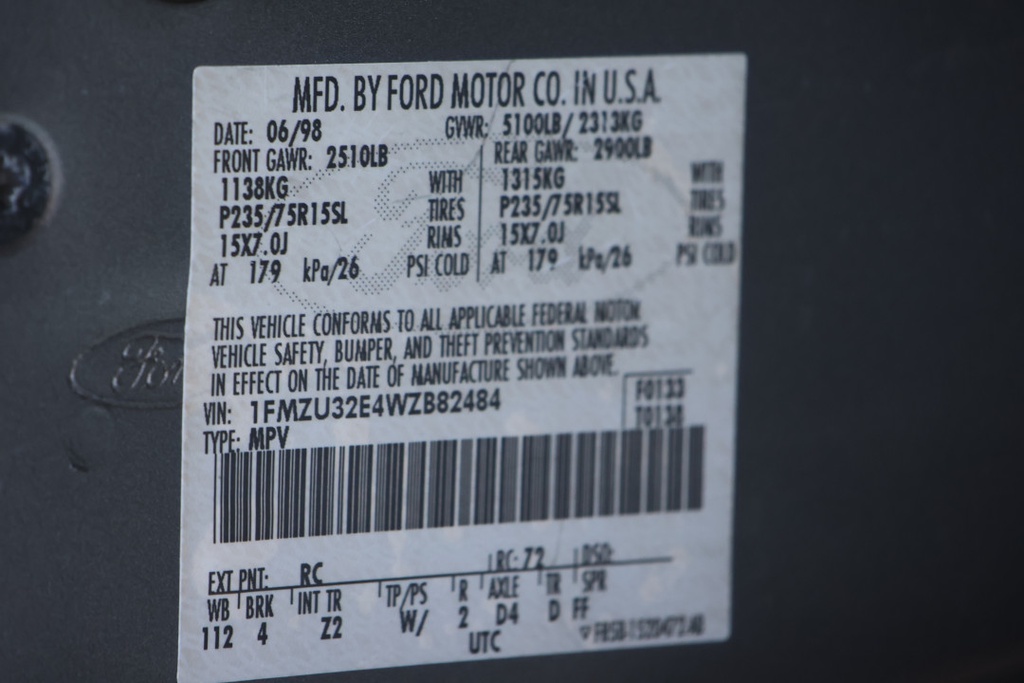 MFD. BY FORD MOTOR CO. IN U.S.A.
DATE: 06/98 GVWR: 5100LB/ 2313KG
FRONT GAWR: 2510LB REAR GAWR: 2900LB
1138KG WITH 1315KG WITH
P235/75R15SL TIRES P235/75R15SL TIRES
15X7.0J RIMS 15X7.0J RIMS
AT 179 kPa/26 PSI COLD AT 179 kPa/26 PSI COLD
THIS VEHICLE CONFORMS TO ALL APPLICABLE FEDERAL MOTOR
VEHICLE SAFETY, BUMPER, AND THEFT PREVENTION STANDARDS
IN EFFECT ON THE DATE OF MANUFACTURE SHOWN ABOVE.
Ford
VIN: 1FMZU32E4WZB82484 F0133
TYPE: MPV T0138
EXT PNT: RC RC: 72 DSO:
WB BRK INT TR TP/PS R AXLE TR SPR
112 4 Z2 W/ 2 D4 D FF
UTC